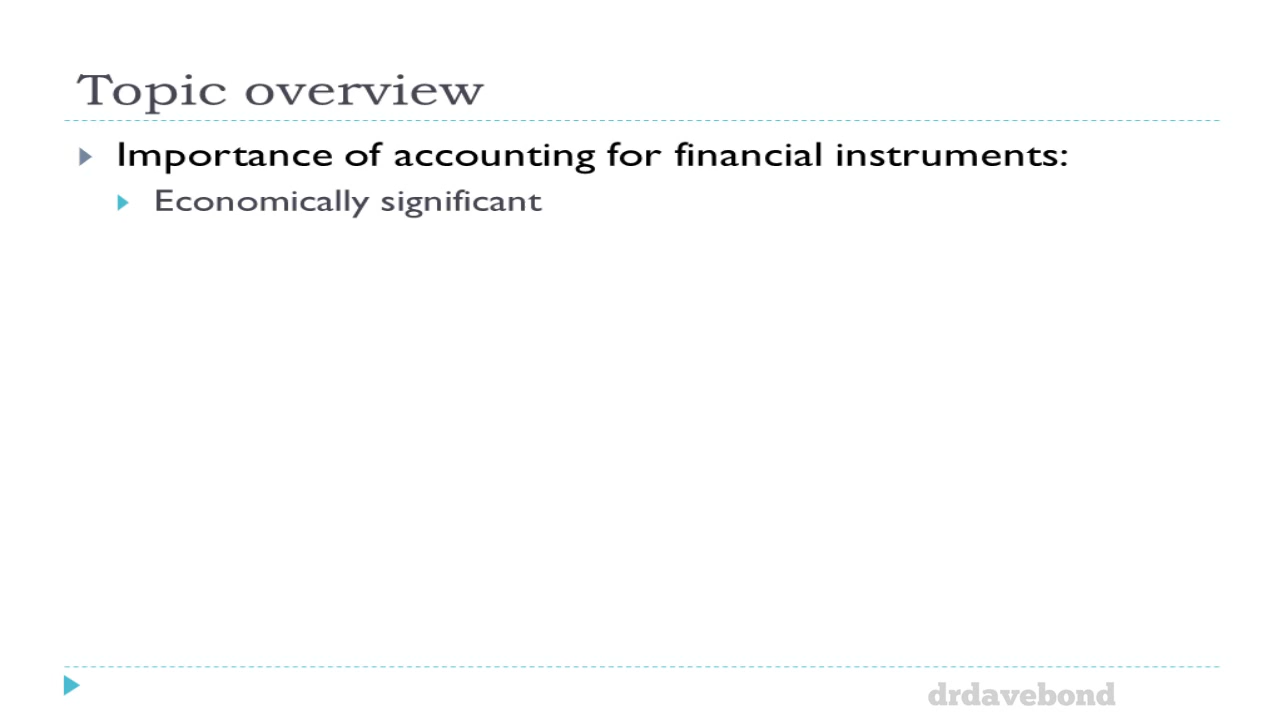 Topic overview
Importance of accounting for financial instruments:
Economically significant
drdavebond